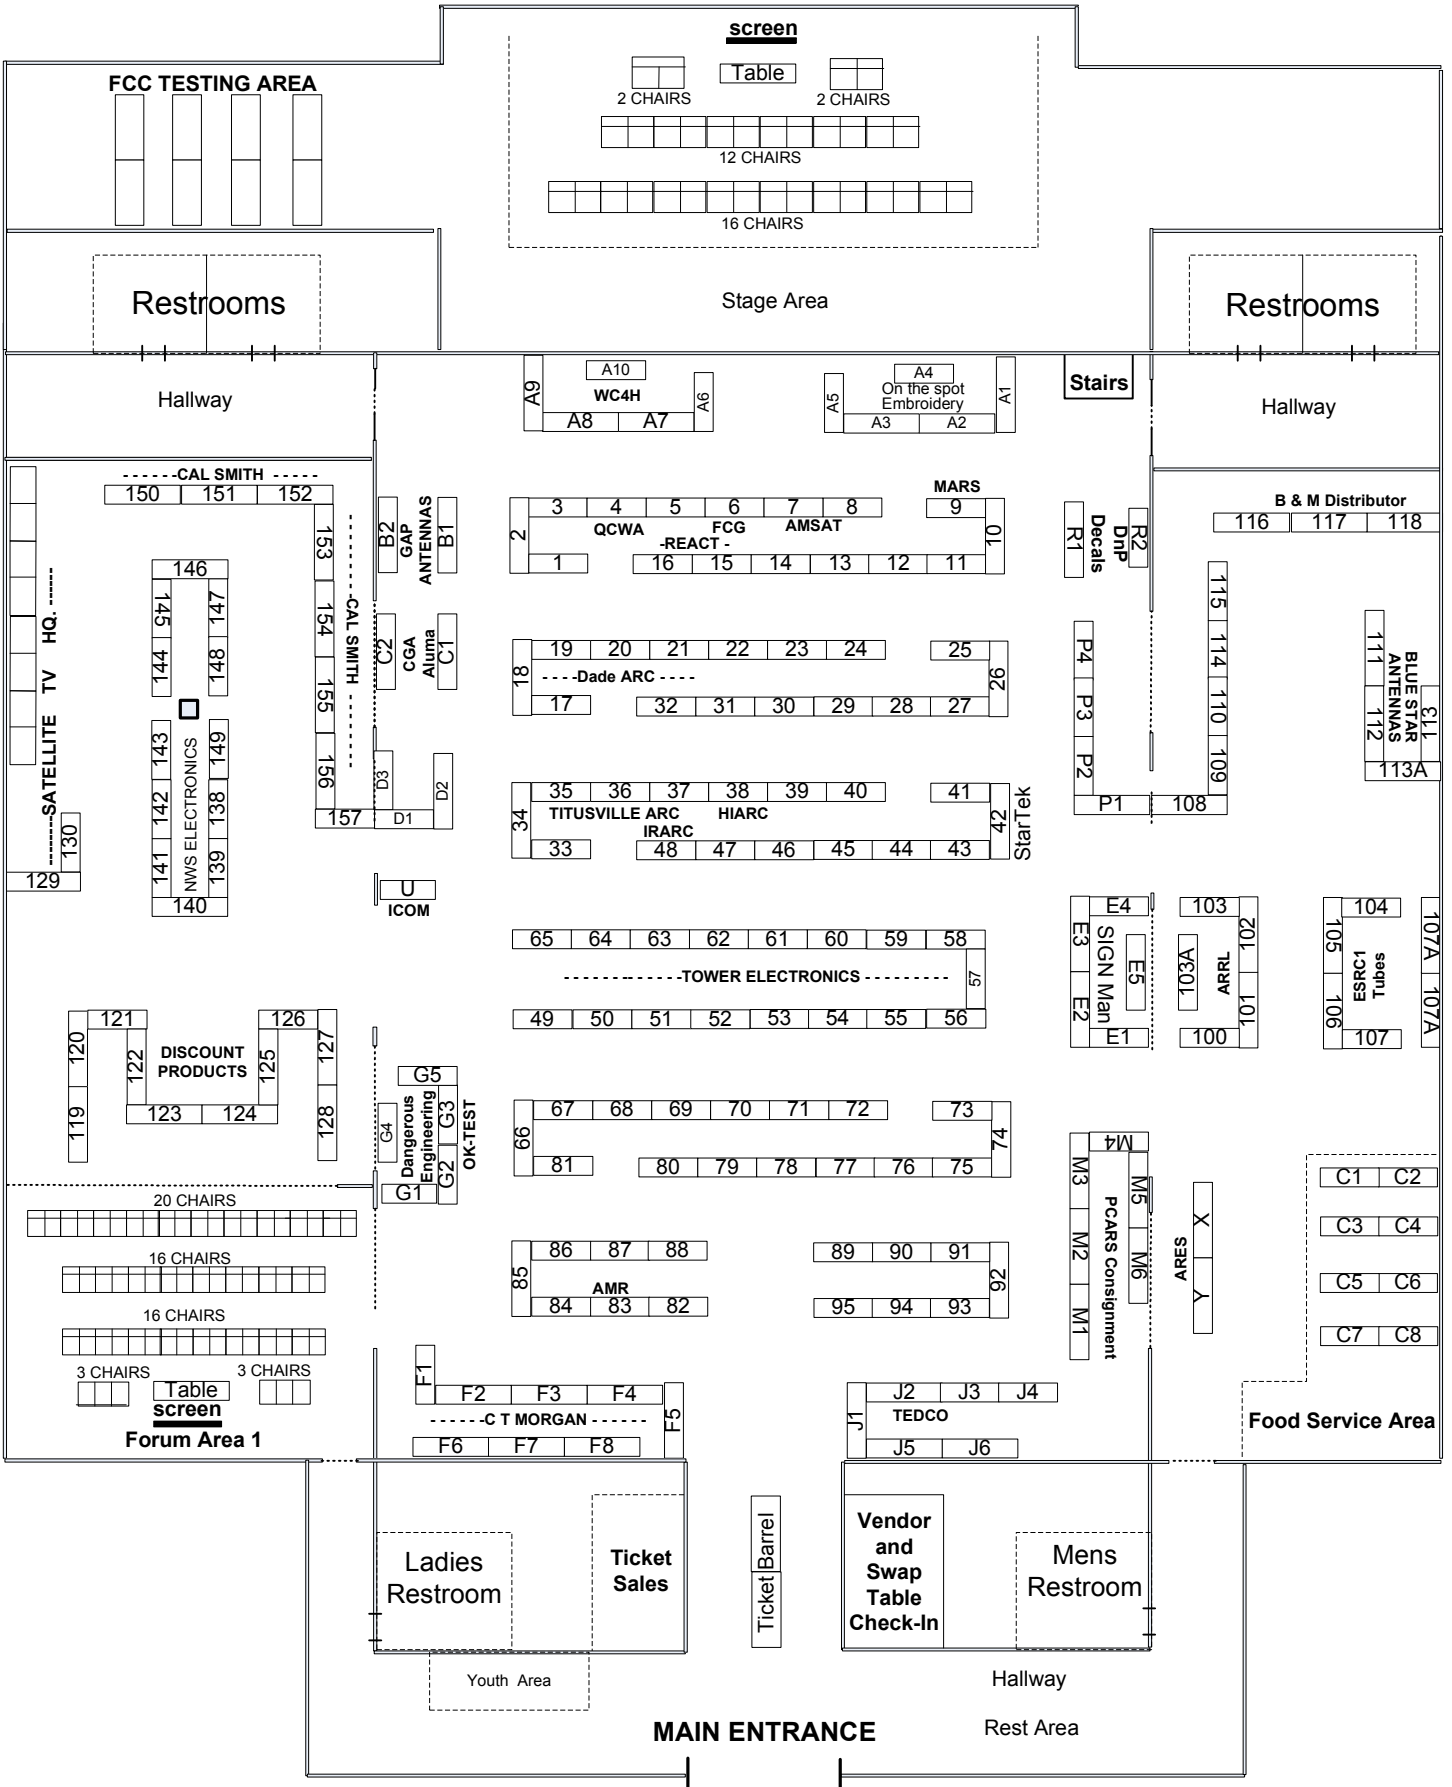 screen
Table
2 CHAIRS
2 CHAIRS
12 CHAIRS
16 CHAIRS
FCC TESTING AREA
Restrooms
Stage Area
Restrooms
Hallway
A9
A10
WC4H
A8 A7
A6
A5
A4
On the spot
Embroidery
A3 A2
A1
Stairs
Hallway
------CAL SMITH -----
150 151 152
153
154
155
156
157
-CAL SMITH
SATELLITE TV HQ.
130
129
146
145
144
147
148
143
142
141
149
138
139
140
NWS ELECTRONICS
B2
GAP
ANTENNAS
B1
C2
CGA
Aluma
C1
D3
D2
D1
U
ICOM
2
3 4 5 6 7 8
QCWA FCG AMSAT
-REACT -
MARS
9
10
1 16 15 14 13 12 11
18
19 20 21 22 23 24 25
26
----Dade ARC -----
17 32 31 30 29 28 27
34
35 36 37 38 39 40 41
42
StarTek
TITUSVILLE ARC HIARC
IRARC
33 48 47 46 45 44 43
65 64 63 62 61 60 59 58
57
TOWER ELECTRONICS
49 50 51 52 53 54 55 56
66
67 68 69 70 71 72 73
74
81 80 79 78 77 76 75
85
86 87 88
AMR
84 83 82
89 90 91
92
95 94 93
R1
Decals
DnP
R2
P4
P3
P2
P1
108
B & M Distributor
116 117 118
115
114
110
109
111
112
BLUE STAR
ANTENNAS
113
113A
E4
E3
E2
SIGN Man
E5
E1
103
103A
ARRL
102
101
100
104
105
106
ESRC1
Tubes
107
107A
107A
121
120
119
122
DISCOUNT
PRODUCTS
123 124
125
126
127
128
G5
G4
Dangerous
Engineering
G3
G2
OK-TEST
G1
M4
M3
M2
M1
PCARS Consignment
M5
M6
ARES
X
Y
C1 C2
C3 C4
C5 C6
C7 C8
Food Service Area
20 CHAIRS
16 CHAIRS
16 CHAIRS
3 CHAIRS
3 CHAIRS
Table
screen
Forum Area 1
F1
F2 F3 F4
F5
------C T MORGAN ------
F6 F7 F8
J1
J2 J3 J4
TEDCO
J5 J6
Ladies
Restroom
Ticket
Sales
Ticket Barrel
Vendor
and
Swap
Table
Check-In
Mens
Restroom
Youth Area
Hallway
Rest Area
MAIN ENTRANCE